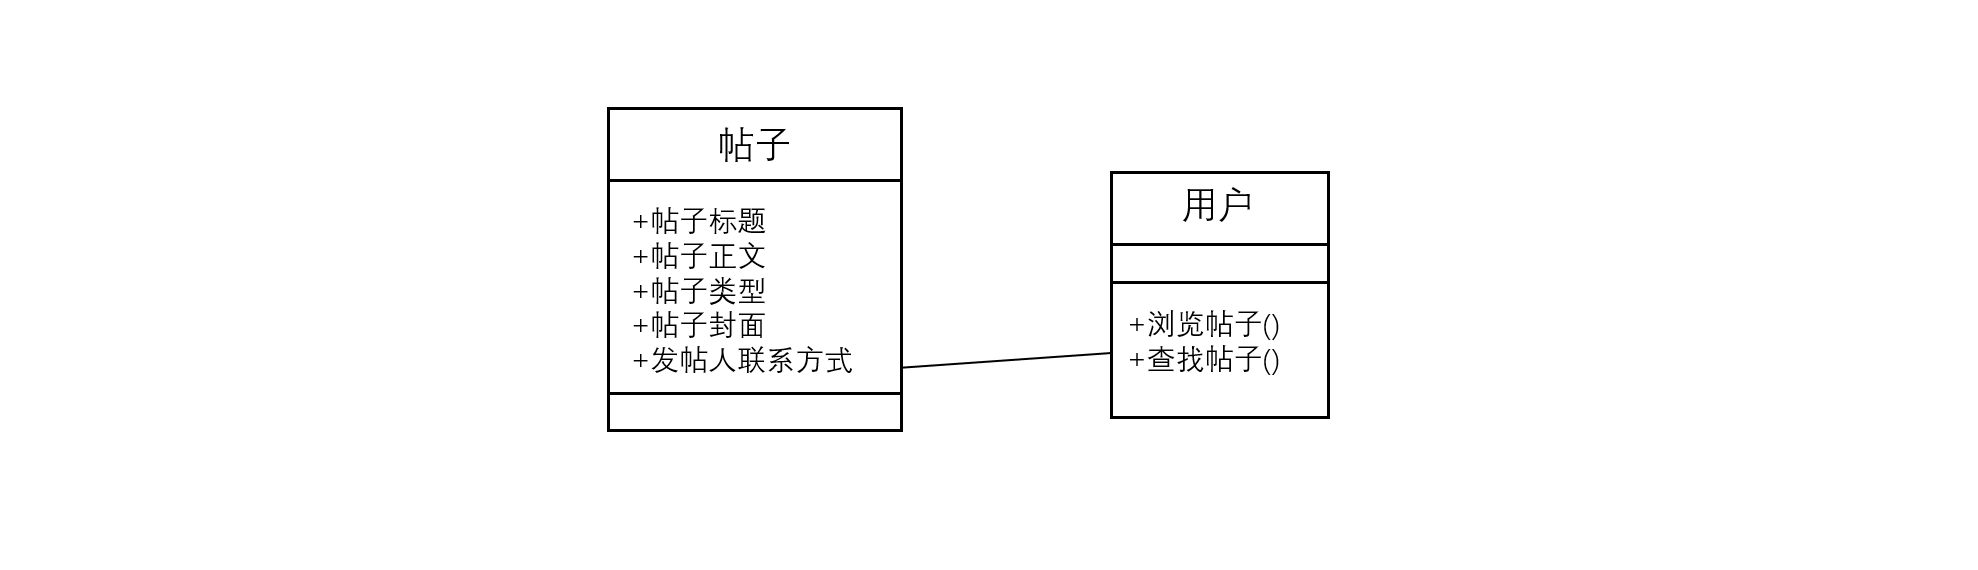 帖子
+帖子标题
+帖子正文
+帖子类型
+帖子封面
+发帖人联系方式
用户
+浏览帖子()
+查找帖子()